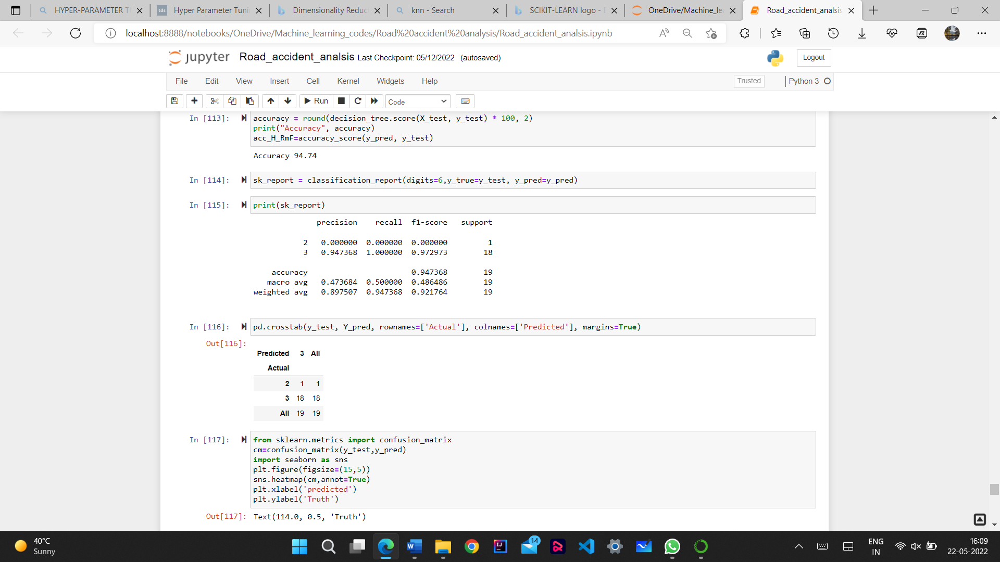 HYPER-PARAMETER T
Hyper Parameter Tuni
Dimensionality Reduc
knn - Search
SCIKIT-LEARN logo -
OneDrive/Machine_le
Road_accident_analsis
localhost:8888/notebooks/OneDrive/Machine_learning_codes/Road%20accident%20analysis/Road_accident_analsis.ipynb
jupyter Road_accident_analsis Last Checkpoint: 05/12/2022 (autosaved)
Logout
File Edit View Insert Cell Kernel Widgets Help
Trusted
Python 3
Run
Code
In [113]: accuracy = round(decision_tree.score(X_test, y_test) * 100, 2)
print("Accuracy", accuracy)
acc_H_RmF=accuracy_score(y_pred, y_test)
Accuracy 94.74
In [114]: sk_report = classification_report(digits=6,y_true=y_test, y_pred=y_pred)
In [115]: print(sk_report)
precision recall f1-score support
2 0.000000 0.000000 0.000000 1
3 0.947368 1.000000 0.972973 18
accuracy 0.947368 19
macro avg 0.473684 0.500000 0.486486 19
weighted avg 0.897507 0.947368 0.921764 19
In [116]: pd.crosstab(y_test, Y_pred, rownames=['Actual'], colnames=['Predicted'], margins=True)
Out[116]:
Predicted 3 All
Actual
2 1 1
3 18 18
All 19 19
In [117]: from sklearn.metrics import confusion_matrix
cm=confusion_matrix(y_test,y_pred)
import seaborn as sns
plt.figure(figsize=(15,5))
sns.heatmap(cm,annot=True)
plt.xlabel('predicted')
plt.ylabel('Truth')
Out[117]: Text(114.0, 0.5, 'Truth')
40°C
Sunny
14
ENG
IN
16:09
22-05-2022